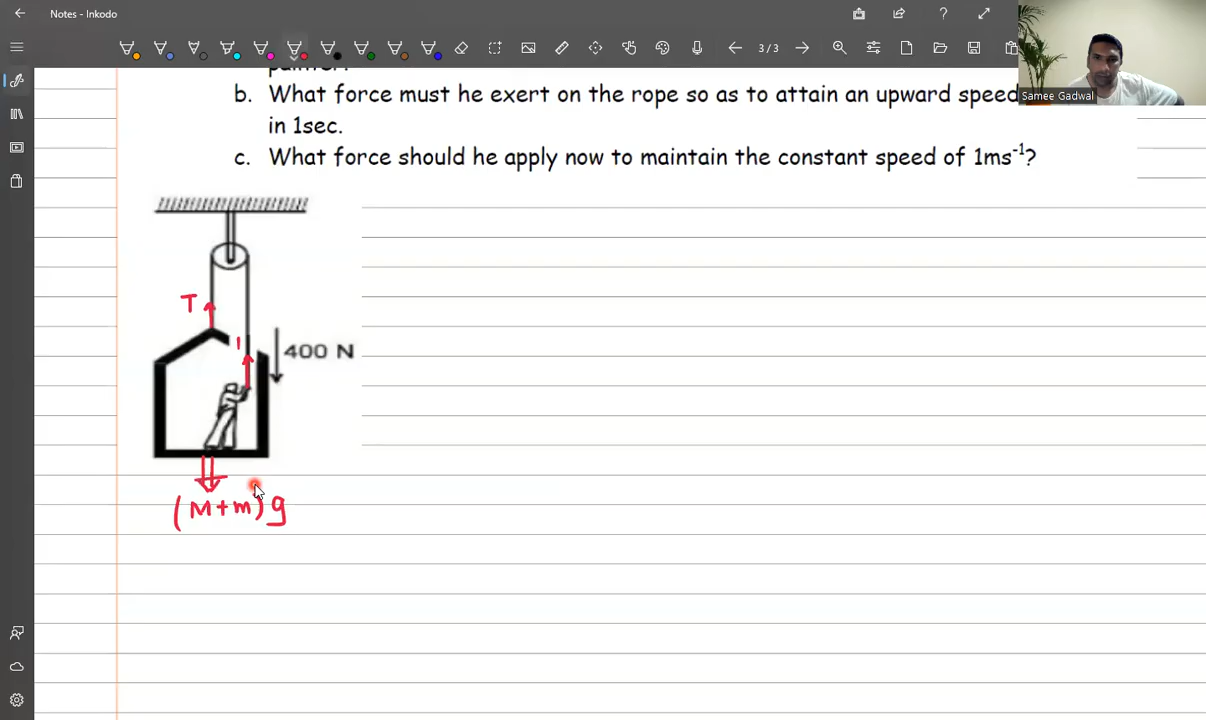 Notes - Inkodo
3 / 3
Samee Gadwal
b. What force must he exert on the rope so as to attain an upward speed
in 1sec.
c. What force should he apply now to maintain the constant speed of 1ms⁻¹?
T
400 N
(M+m)g